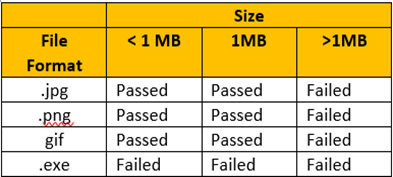 Size
File Format < 1 MB 1MB >1MB
.jpg Passed Passed Failed
.png Passed Passed Failed
gif Passed Passed Failed
.exe Failed Failed Failed